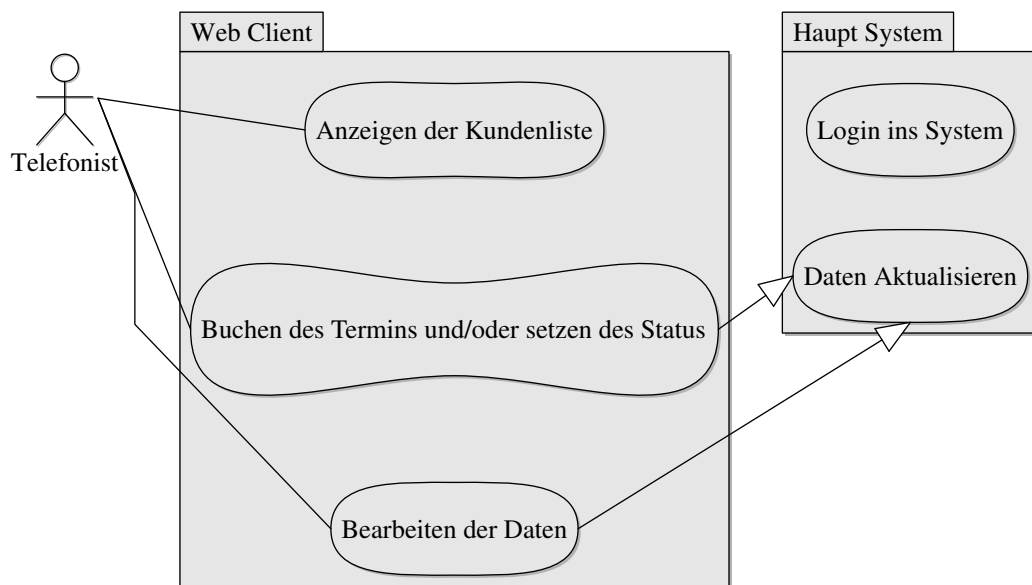 Web Client
Haupt System
Telefonist
Anzeigen der Kundenliste
Login ins System
Daten Aktualisieren
Buchen des Termins und/oder setzen des Status
Bearbeiten der Daten